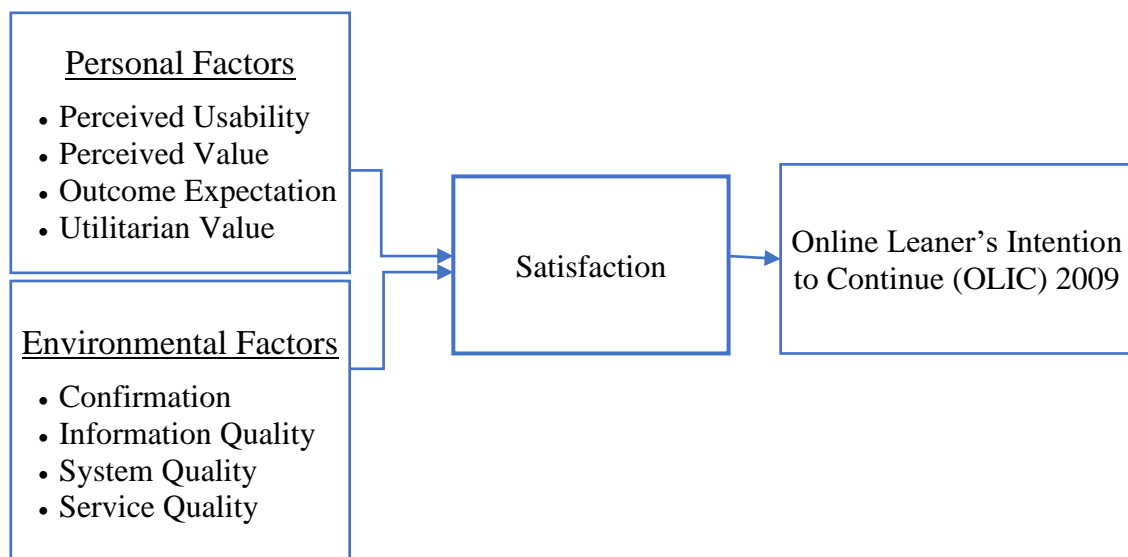 Personal Factors
• Perceived Usability
• Perceived Value
• Outcome Expectation
• Utilitarian Value
Environmental Factors
• Confirmation
• Information Quality
• System Quality
• Service Quality
Satisfaction
Online Leaner’s Intention
to Continue (OLIC) 2009